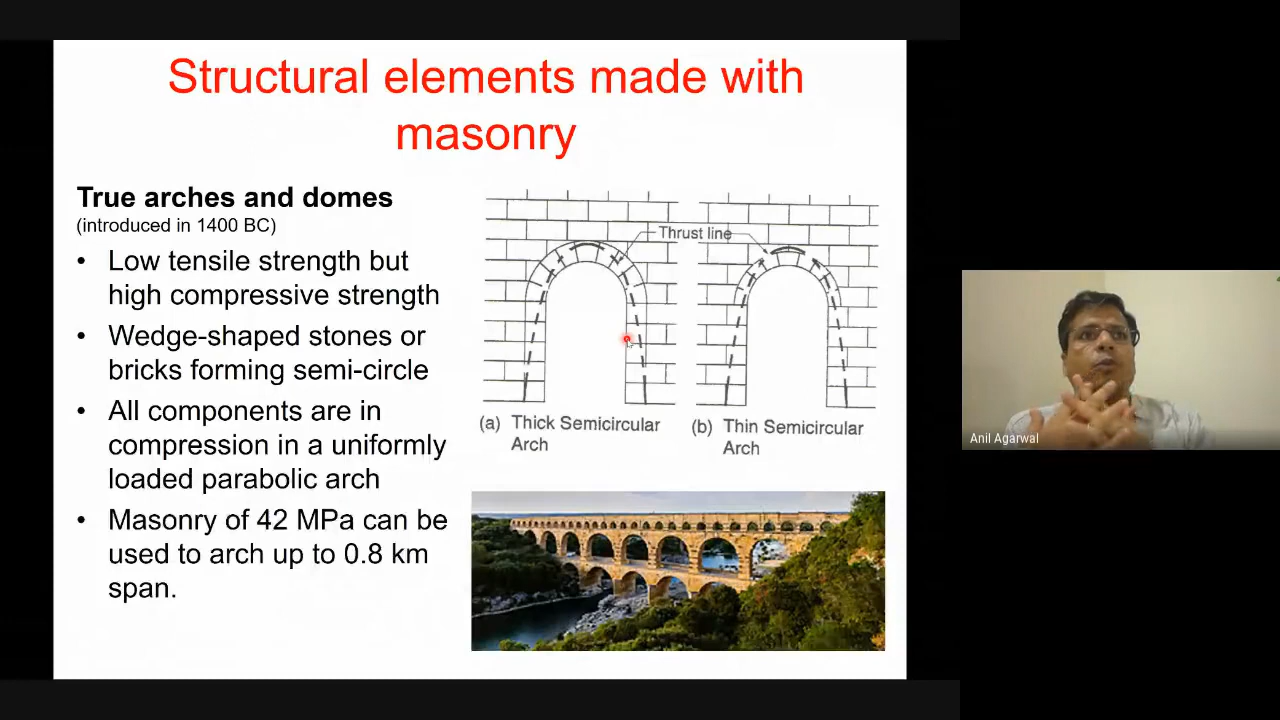 Structural elements made with
masonry
True arches and domes
(introduced in 1400 BC)
• Low tensile strength but
high compressive strength
• Wedge-shaped stones or
bricks forming semi-circle
• All components are in
compression in a uniformly
loaded parabolic arch
• Masonry of 42 MPa can be
used to arch up to 0.8 km
span.
Thrust line
(a) Thick Semicircular
Arch
(b) Thin Semicircular
Arch
Anil Agarwal